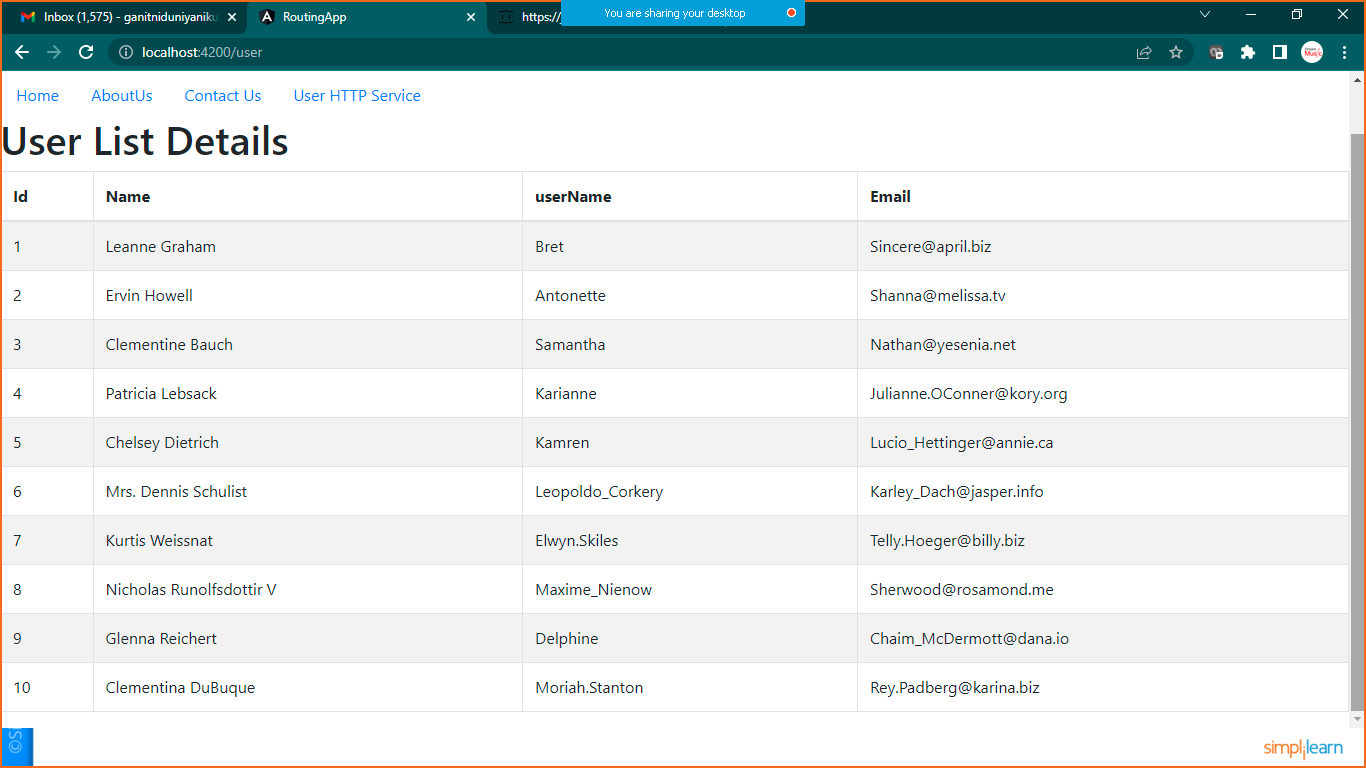 Inbox (1,575) - ganitniduniyaniku
RoutingApp
https://
You are sharing your desktop
localhost:4200/user
Home AboutUs Contact Us User HTTP Service
User List Details
Id Name userName Email
1 Leanne Graham Bret Sincere@april.biz
2 Ervin Howell Antonette Shanna@melissa.tv
3 Clementine Bauch Samantha Nathan@yesenia.net
4 Patricia Lebsack Karianne Julianne.OConner@kory.org
5 Chelsey Dietrich Kamren Lucio_Hettinger@annie.ca
6 Mrs. Dennis Schulist Leopoldo_Corkery Karley_Dach@jasper.info
7 Kurtis Weissnat Elwyn.Skiles Telly.Hoeger@billy.biz
8 Nicholas Runolfsdottir V Maxime_Nienow Sherwood@rosamond.me
9 Glenna Reichert Delphine Chaim_McDermott@dana.io
10 Clementina DuBuque Moriah.Stanton Rey.Padberg@karina.biz
©S
simplilearn